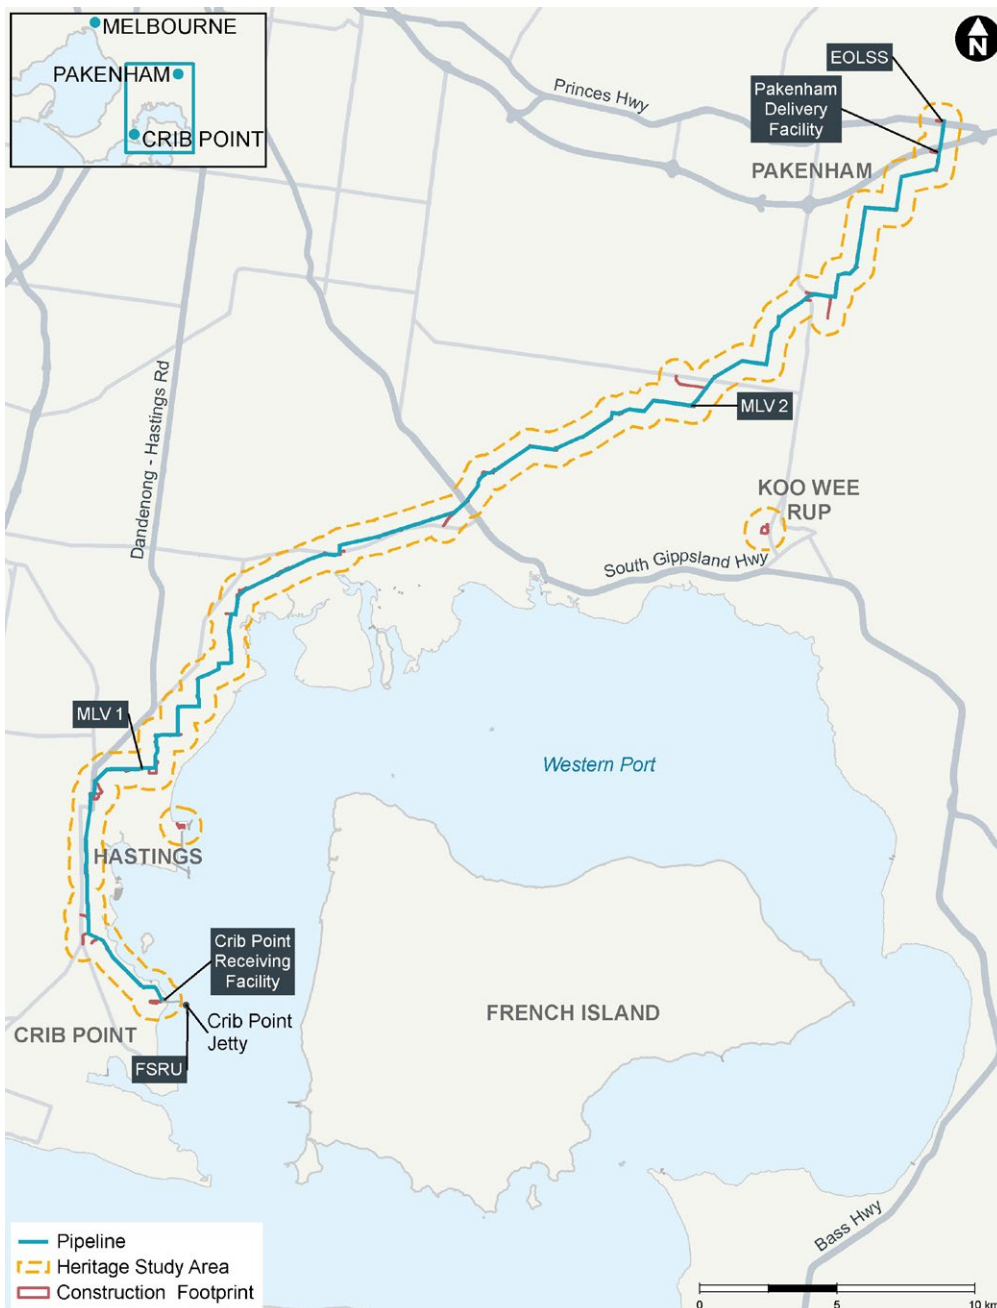 MELBOURNE
PAKENHAM
CRIB POINT
N
EOLSS
Princes Hwy
Pakenham
Delivery
Facility
PAKENHAM
Dandenong - Hastings Rd
MLV 2
KOO WEE
RUP
South Gippsland Hwy
MLV 1
Western Port
HASTINGS
Crib Point
Receiving
Facility
FRENCH ISLAND
CRIB POINT
Crib Point
Jetty
FSRU
Bass Hwy
Pipeline
Heritage Study Area
Construction Footprint
0 5 10 km